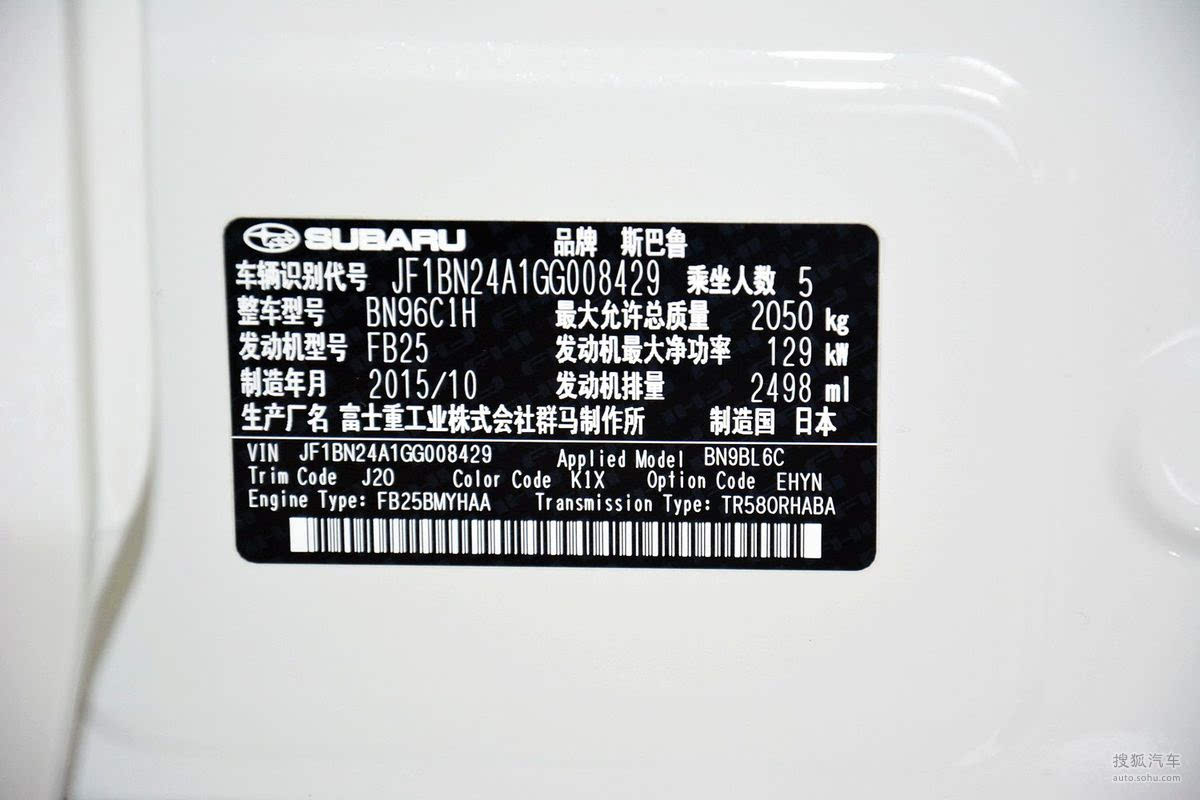 SUBARU 品牌 斯巴鲁
车辆识别代号 JF1BN24A1GG008429 乘坐人数 5
整车型号 BN96C1H 最大允许总质量 2050 kg
发动机型号 FB25 发动机最大净功率 129 kW
制造年月 2015/10 发动机排量 2498 ml
生产厂名 富士重工业株式会社群马制作所 制造国 日本
VIN JF1BN24A1GG008429 Applied Model BN9BL6C
Trim Code J20 Color Code K1X Option Code EHYN
Engine Type: FB25BMYHAA Transmission Type: TR580RHABA
搜狐汽车
auto.sohu.com